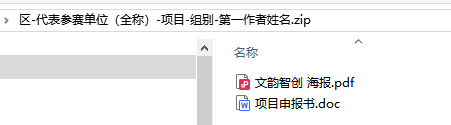 区-代表参赛单位（全称）-项目-组别-第一作者姓名.zip
名称
文韵智创 海报.pdf
项目申报书.doc